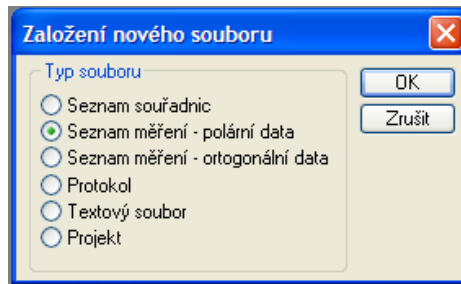 Založení nového souboru
Typ souboru
Seznam souřadnic
Seznam měření - polární data
Seznam měření - ortogonální data
Protokol
Textový soubor
Projekt
OK
Zrušit